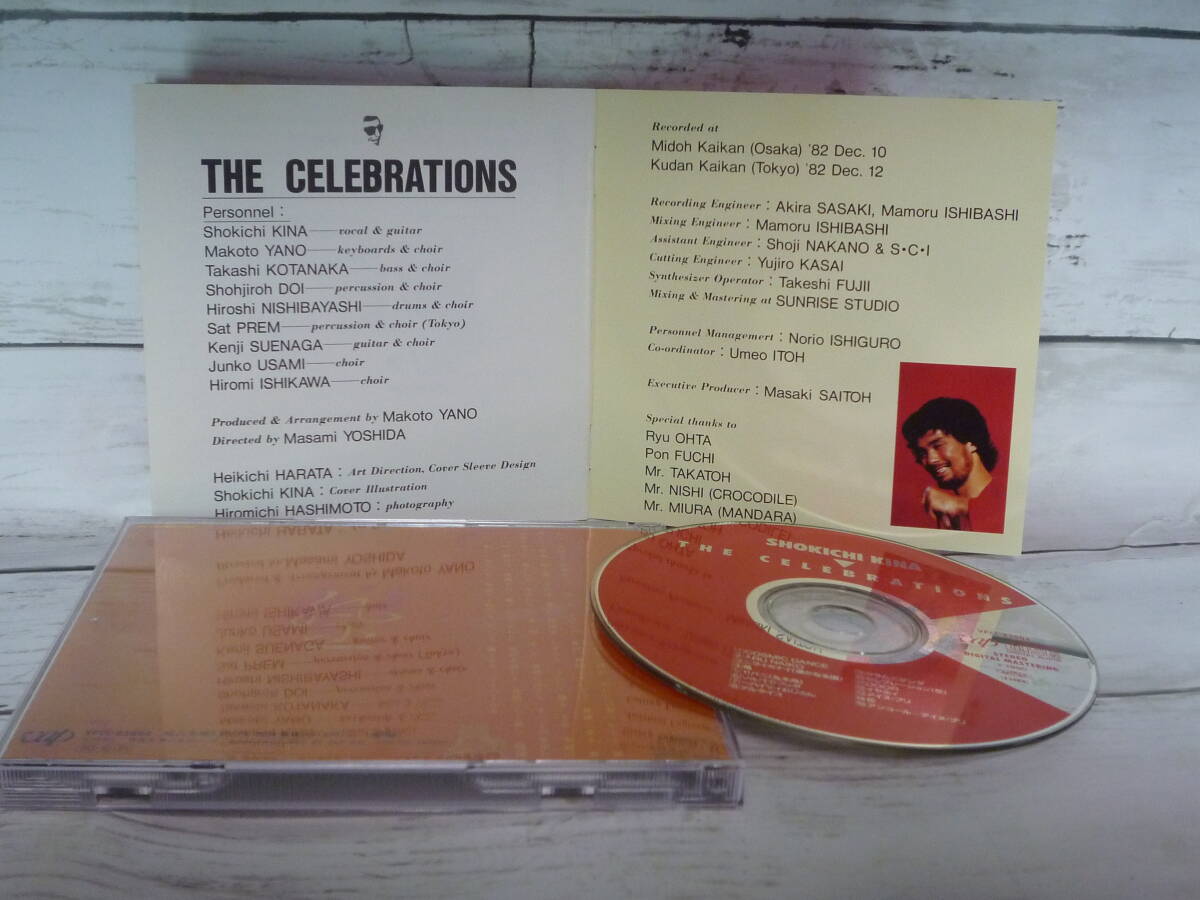 THE CELEBRATIONS
Personnel :
Shokichi KINA——vocal & guitar
Makoto YANO——keyboards & choir
Takashi KOTANAKA——bass & choir
Shohjiroh DOI——percussion & choir
Hiroshi NISHIBAYASHI——drums & choir
Sat PREM——percussion & choir (Tokyo)
Kenji SUENAGA——guitar & choir
Junko USAMI——choir
Hiromi ISHIKAWA——choir
Produced & Arrangement by Makoto YANO
Directed by Masami YOSHIDA
Heikichi HARATA : Art Direction, Cover Sleeve Design
Shokichi KINA : Cover Illustration
Hiromichi HASHIMOTO : photography
Recorded at
Midoh Kaikan (Osaka) '82 Dec. 10
Kudan Kaikan (Tokyo) '82 Dec. 12
Recording Engineer : Akira SASAKI, Mamoru ISHIBASHI
Mixing Engineer : Mamoru ISHIBASHI
Assistant Engineer : Shoji NAKANO & S・C・I
Cutting Engineer : Yujiro KASAI
Synthesizer Operator : Takeshi FUJII
Mixing & Mastering at SUNRISE STUDIO
Personnel Management : Norio ISHIGURO
Co-ordinator : Umeo ITOH
Executive Producer : Masaki SAITOH
Special thanks to
Ryu OHTA
Pon FUCHI
Mr. TAKATOH
Mr. NISHI (CROCODILE)
Mr. MIURA (MANDARA)
SHOKICHI KINA
THE CELEBRATIONS
STEREO
DIGITAL MASTERING
COSMIC DANCE